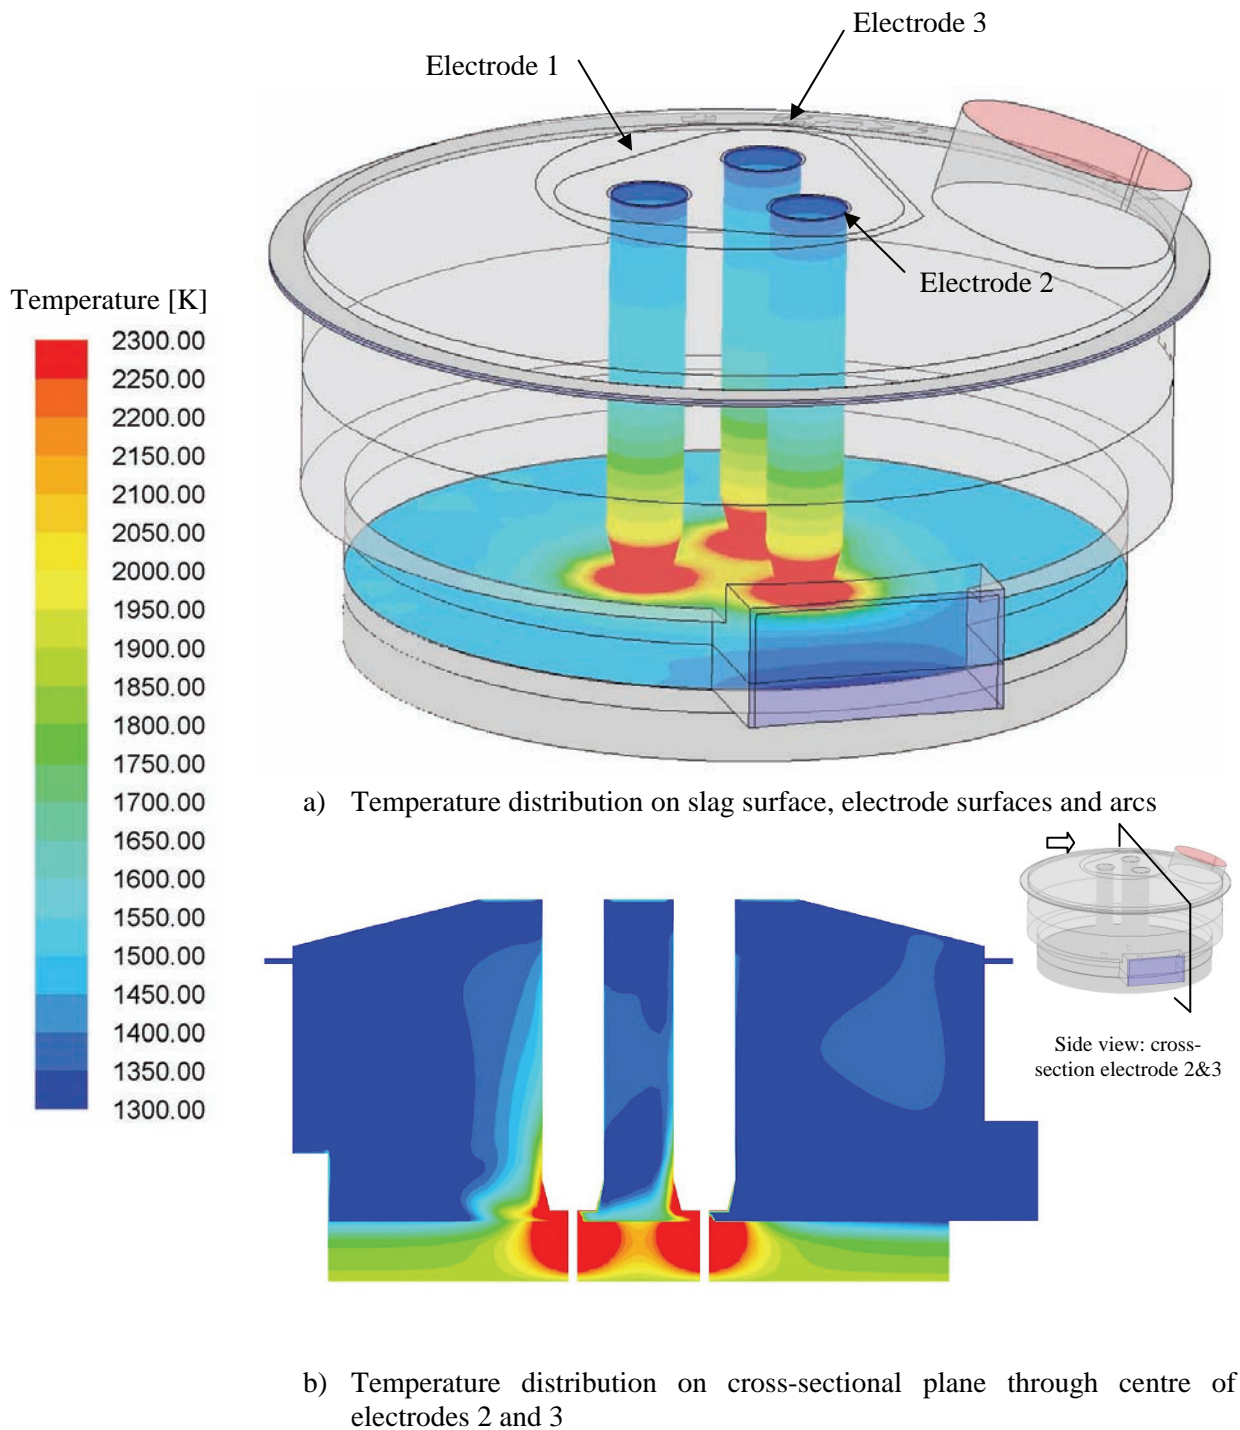 Electrode 3
Electrode 1
Electrode 2
Temperature [K]
2300.00
2250.00
2200.00
2150.00
2100.00
2050.00
2000.00
1950.00
1900.00
1850.00
1800.00
1750.00
1700.00
1650.00
1600.00
1550.00
1500.00
1450.00
1400.00
1350.00
1300.00
a) Temperature distribution on slag surface, electrode surfaces and arcs
Side view: cross-
section electrode 2&3
b) Temperature distribution on cross-sectional plane through centre of
electrodes 2 and 3